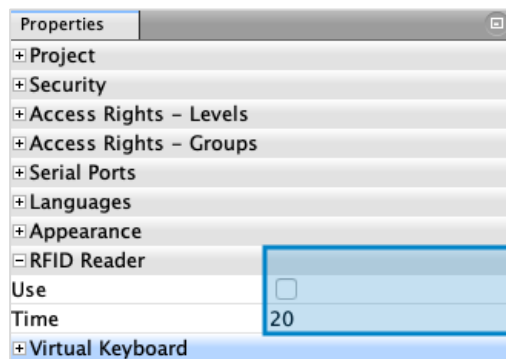 Properties
Project
Security
Access Rights – Levels
Access Rights – Groups
Serial Ports
Languages
Appearance
RFID Reader
Use
Time 20
Virtual Keyboard